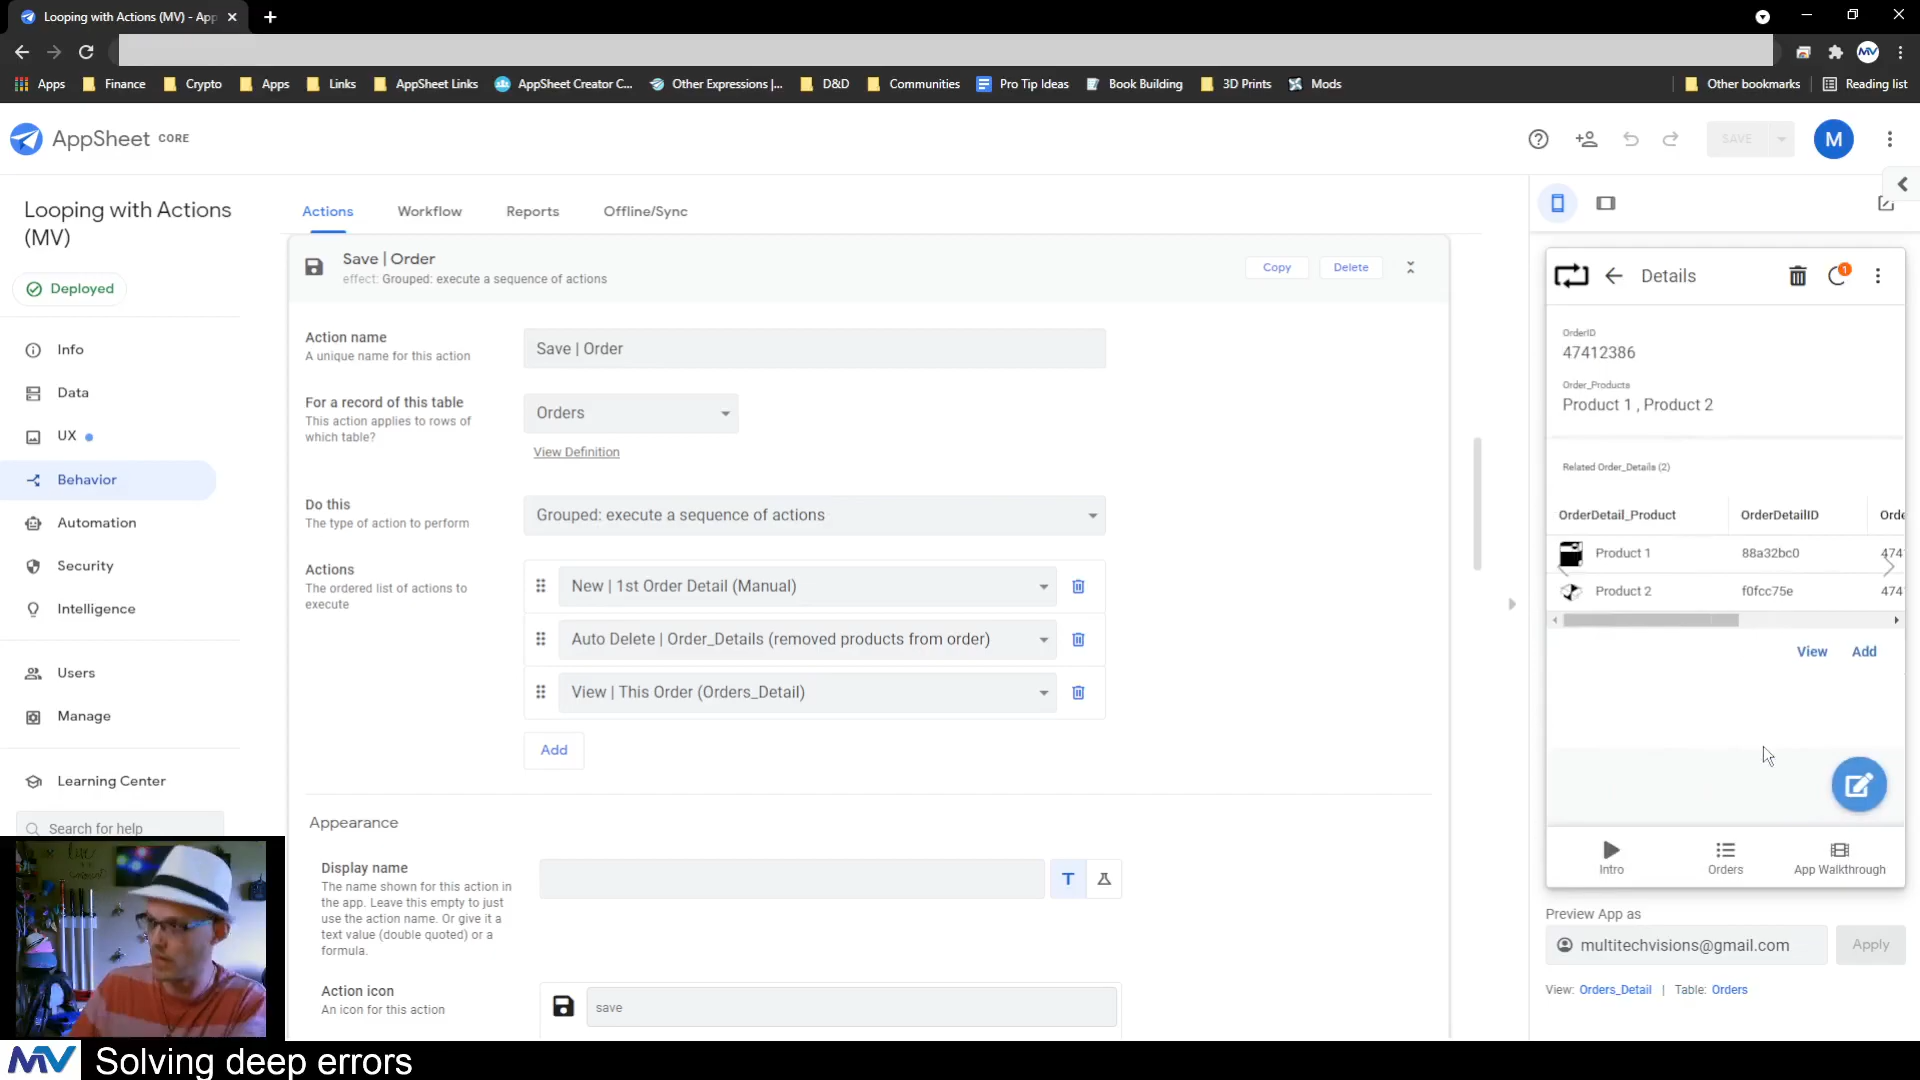 Looping with Actions (MV) - App
Apps
Finance
Crypto
Apps
Links
AppSheet Links
AppSheet Creator C...
Other Expressions |...
D&D
Communities
Pro Tip Ideas
Book Building
3D Prints
Mods
Other bookmarks
Reading list
MV
AppSheet CORE
SAVE
M
Looping with Actions
(MV)
Deployed
Info
Data
UX
Behavior
Automation
Security
Intelligence
Users
Manage
Learning Center
Search for help
Actions
Workflow
Reports
Offline/Sync
Save | Order
effect: Grouped: execute a sequence of actions
Copy
Delete
Action name
A unique name for this action
Save | Order
For a record of this table
This action applies to rows of
which table?
Orders
View Definition
Do this
The type of action to perform
Grouped: execute a sequence of actions
Actions
The ordered list of actions to
execute
New | 1st Order Detail (Manual)
Auto Delete | Order_Details (removed products from order)
View | This Order (Orders_Detail)
Add
Appearance
Display name
The name shown for this action in
the app. Leave this empty to just
use the action name. Or give it a
text value (double quoted) or a
formula.
T
Action icon
An icon for this action
save
Details
1
OrderID
47412386
Order_Products
Product 1 , Product 2
Related Order_Details (2)
OrderDetail_Product
OrderDetailID
Orde
Product 1
88a32bc0
474
Product 2
f0fcc75e
474
View
Add
Intro
Orders
App Walkthrough
Preview App as
multitechvisions@gmail.com
Apply
View: Orders_Detail | Table: Orders
MV Solving deep errors